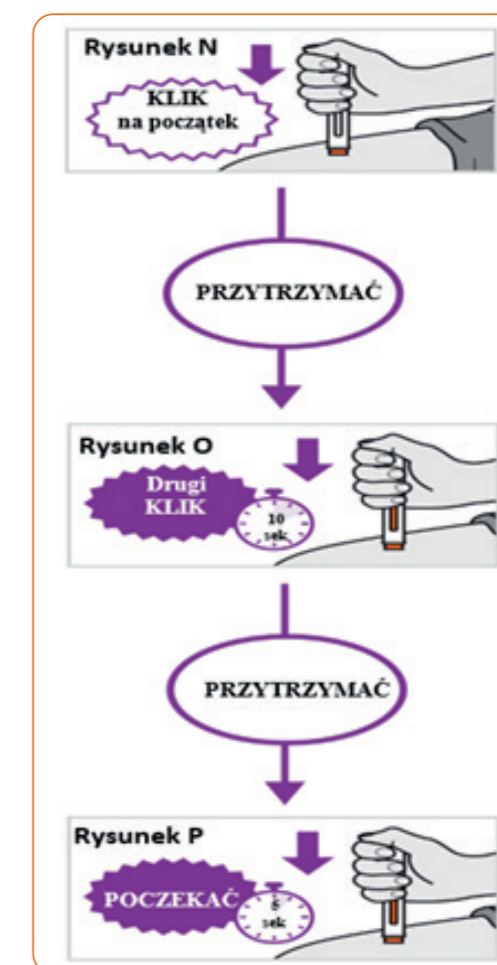 Rysunek N
KLIK
na początek
PRZYTRZYMAĆ
Rysunek O
Drugi
KLIK
10
sek
PRZYTRZYMAĆ
Rysunek P
POCZEKAĆ
5
sek